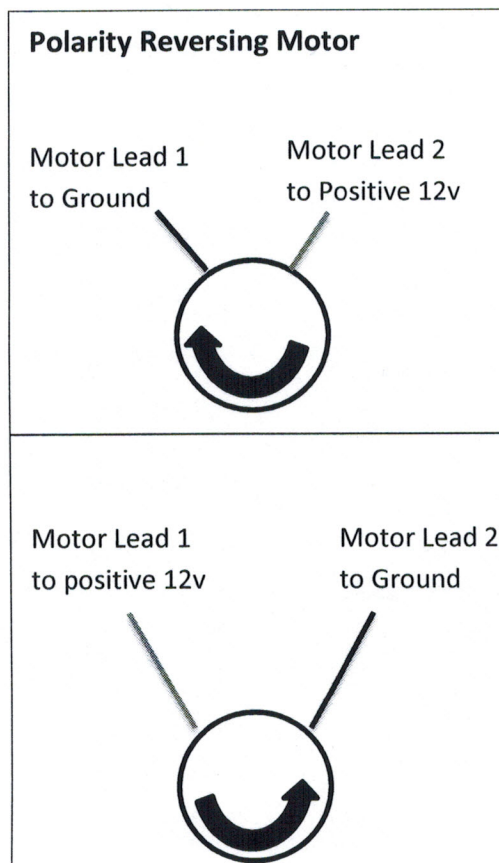 Polarity Reversing Motor
Motor Lead 1
to Ground
Motor Lead 2
to Positive 12v
Motor Lead 1
to positive 12v
Motor Lead 2
to Ground